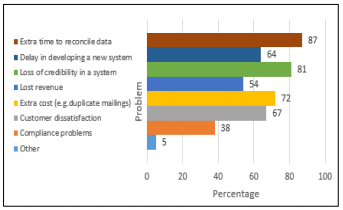 Extra time to reconcile data
Delay in developing a new system
Loss of credibility in a system
Lost revenue
Extra cost (e.g.duplicate mailings)
Customer dissatisfaction
Compliance problems
Other
Problem
87
64
81
54
72
67
38
5
0 20 40 60 80 100
Percentage